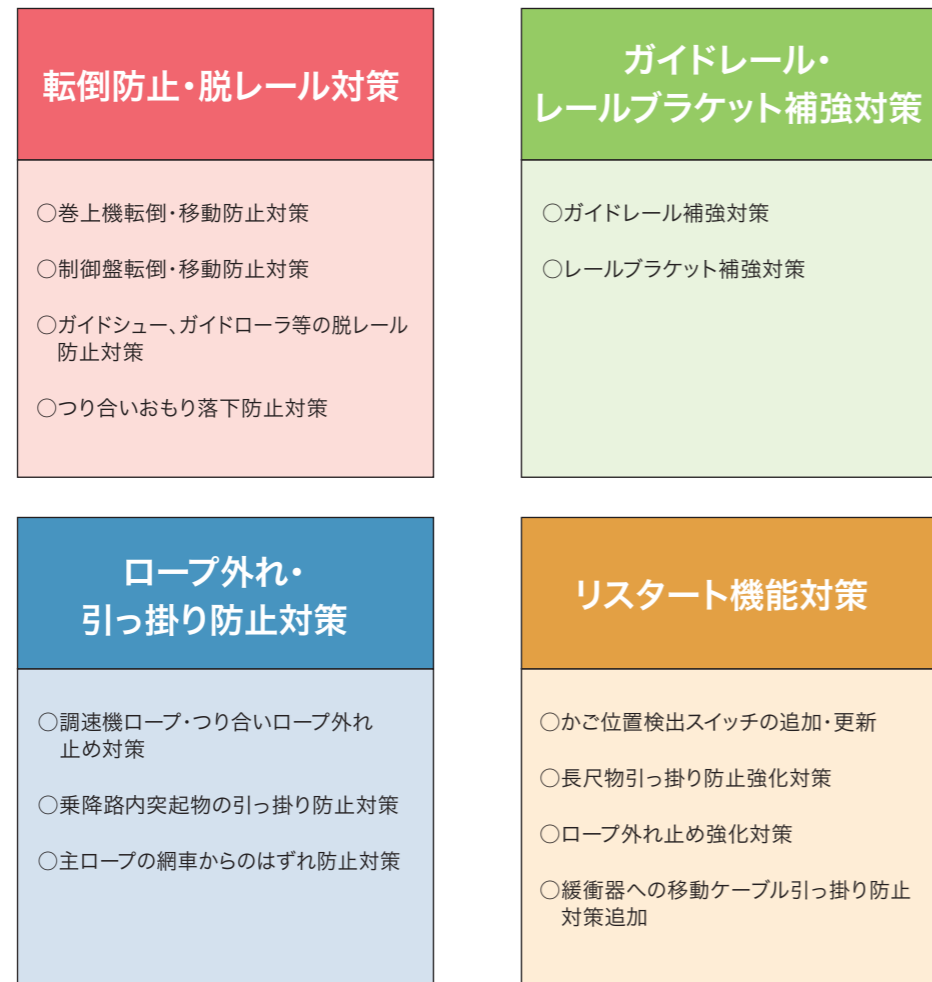 転倒防止・脱レール対策
○巻上機転倒・移動防止対策
○制御盤転倒・移動防止対策
○ガイドシュー、ガイドローラ等の脱レール
防止対策
○つり合いおもり落下防止対策
ガイドレール・
レールブラケット補強対策
○ガイドレール補強対策
○レールブラケット補強対策
ロープ外れ・
引っ掛り防止対策
○調速機ロープ・つり合いロープ外れ
止め対策
○乗降路内突起物の引っ掛り防止対策
○主ロープの網車からのはずれ防止対策
リスタート機能対策
○かご位置検出スイッチの追加・更新
○長尺物引っ掛り防止強化対策
○ロープ外れ止め強化対策
○緩衝器への移動ケーブル引っ掛り防止
対策追加